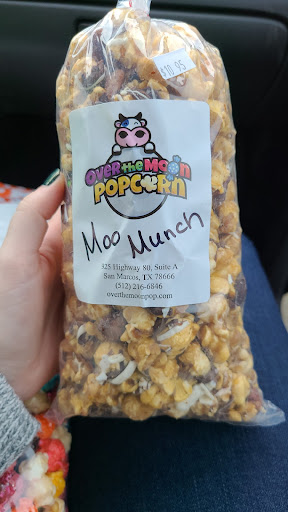 $10.95
OVER THE MOON
POPCORN
Moo Munch
325 Highway 80, Suite A
San Marcos, TX 78666
(512) 216-6846
overthemoonpop.com